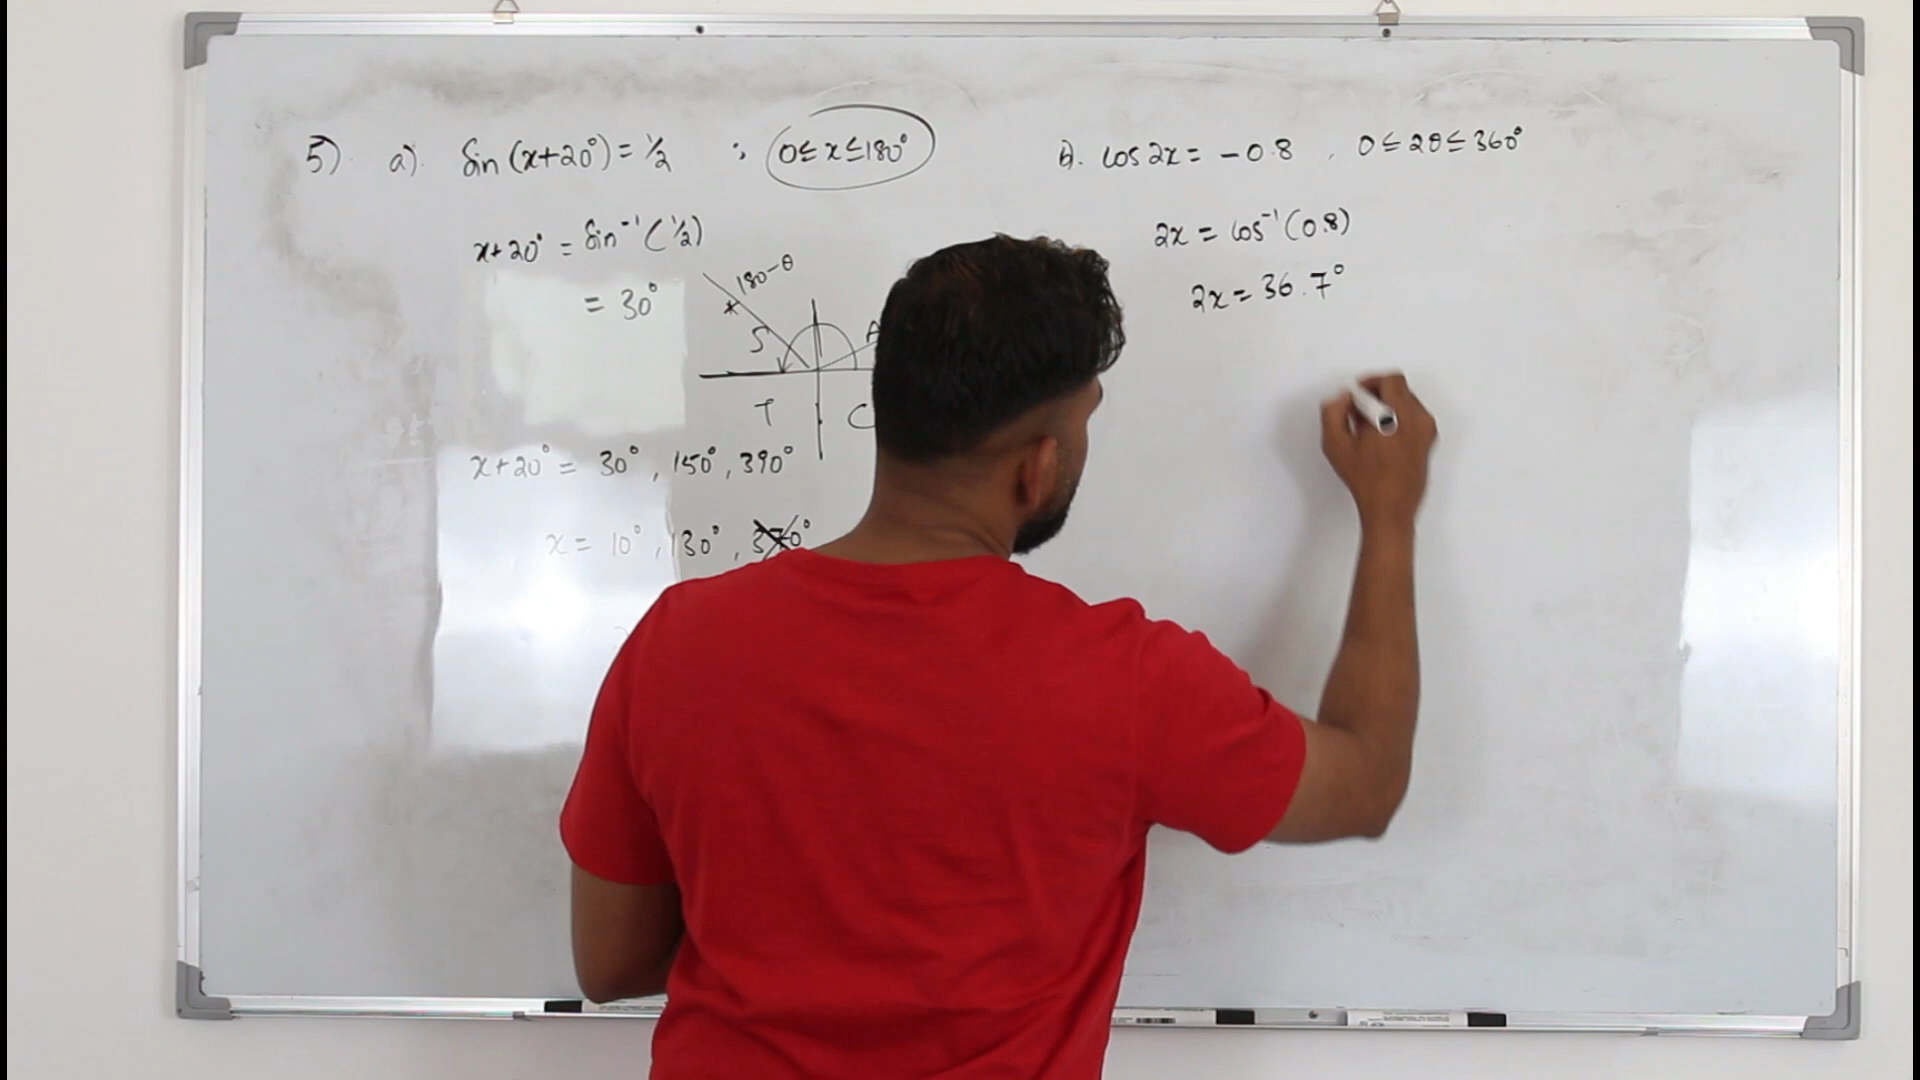 5) a). sin (x+20°) = 1/2 ; 0≤x≤180°
x+20° = sin⁻¹ (1/2)
= 30°
180-θ
S A
T C
x+20° = 30°, 150°, 390°
x = 10°, 130°, 370°
b). cos 2x = -0.8 , 0≤2θ≤360°
2x = cos⁻¹(0.8)
2x = 36.7°